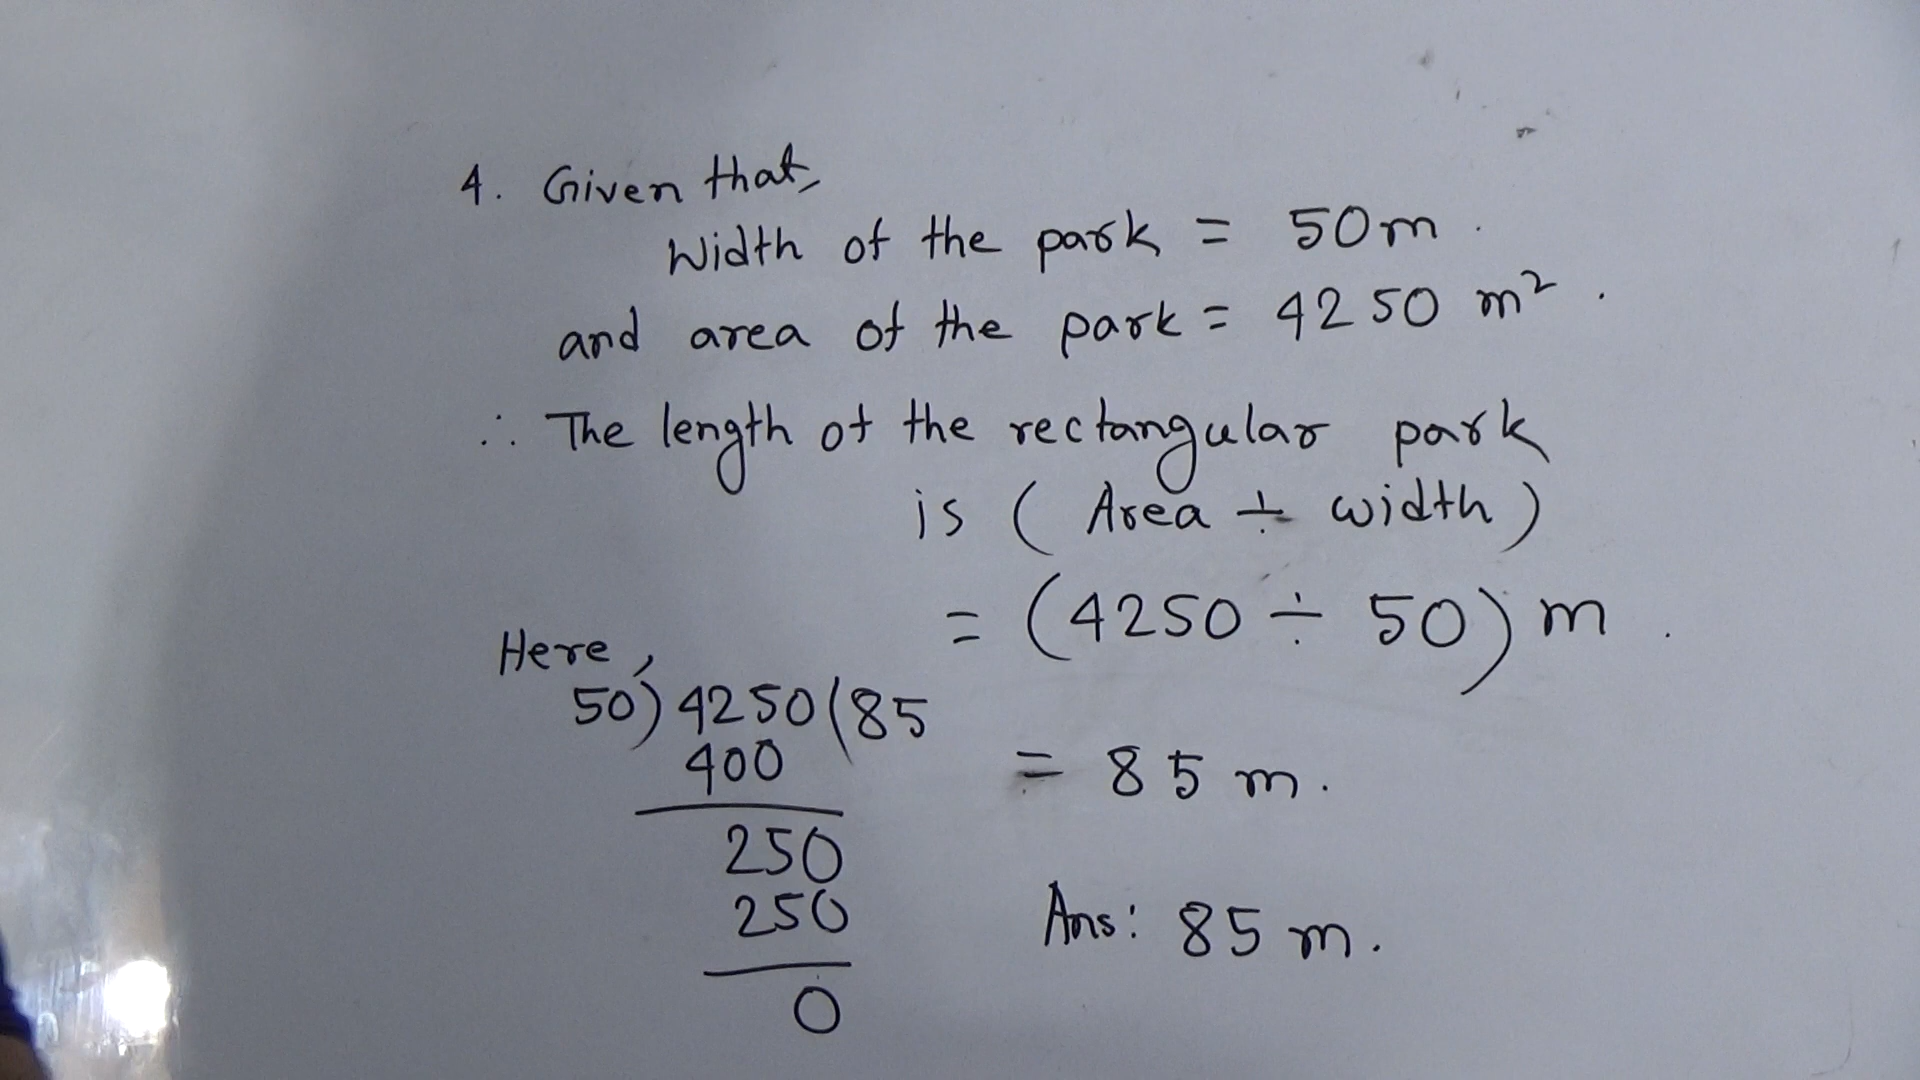 4. Given that,
Width of the park = 50m.
and area of the park = 4250 m².
∴ The length of the rectangular park
is (Area ÷ width)
= (4250 ÷ 50) m.
Here,
50) 4250 (85
400
= 85 m.
250
250
Ans: 85 m.
0